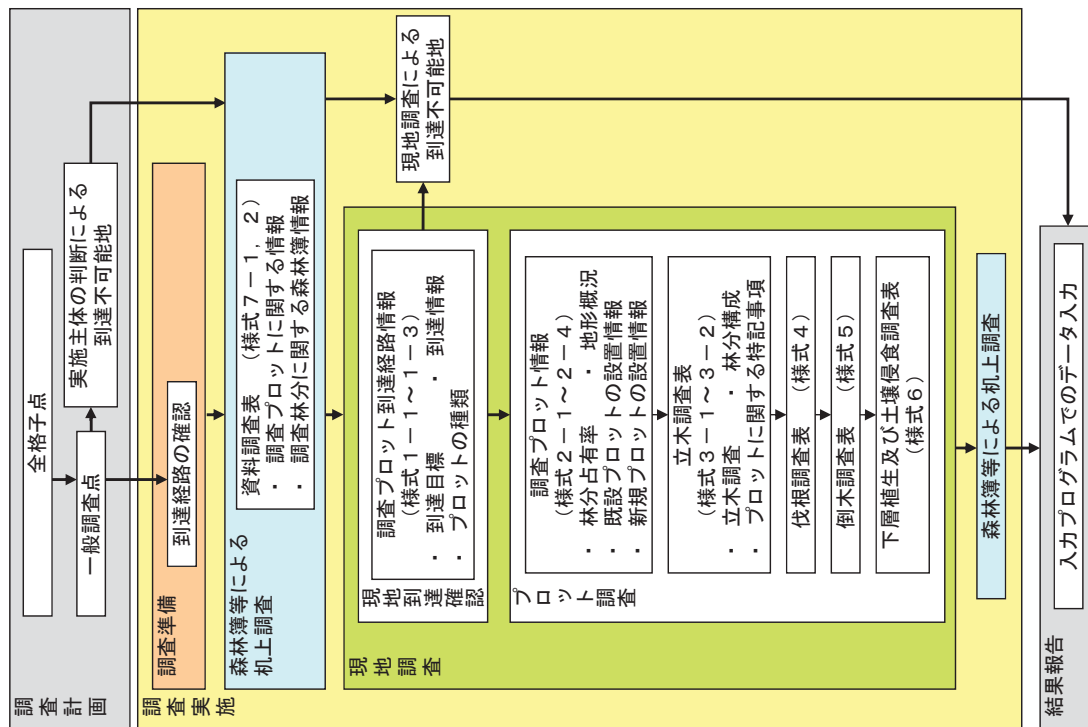 調査計画
全格子点
一般調査点
実施主体の判断による
到達不可能地
調査実施
調査準備
到達経路の確認
森林簿等による
机上調査
資料調査表 (様式７－１，２)
・ 調査プロットに関する情報
・ 調査林分に関する森林簿情報
現地調査
現地到達確認
調査プロット到達経路情報
(様式１－１～１－３)
・ 到達目標 ・ 到達情報
・ プロットの種類
現地調査による
到達不可能地
プロット調査
調査プロット情報
(様式２－１～２－４)
・ 林分占有率 ・ 地形概況
・ 既設プロットの設置情報
・ 新規プロットの設置情報
立木調査表
(様式３－１～３－２)
・ 立木調査 ・ 林分構成
・ プロットに関する特記事項
伐根調査表 (様式４)
倒木調査表 (様式５)
下層植生及び土壌侵食調査表
(様式６)
森林簿等による机上調査
結果報告
入力プログラムでのデータ入力